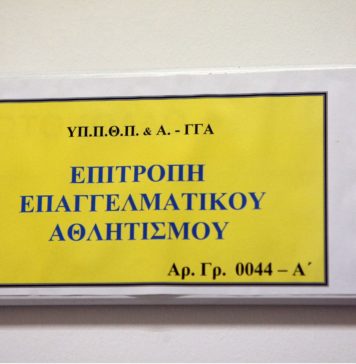 ΥΠ.Π.Θ.Π. & Α. - ΓΓΑ
ΕΠΙΤΡΟΠΗ
ΕΠΑΓΓΕΛΜΑΤΙΚΟΥ
ΑΘΛΗΤΙΣΜΟΥ
Αρ. Γρ. 0044 – Α΄